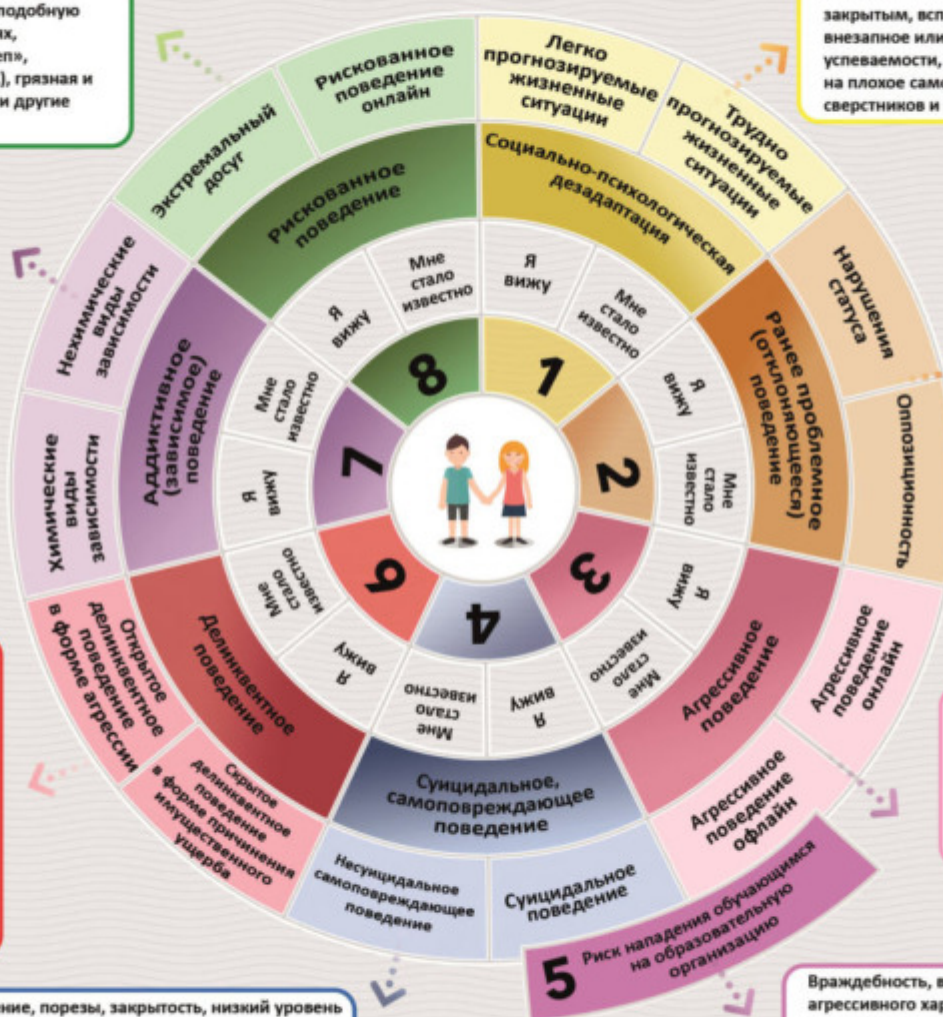 подобную
ях,
еп»,
), грязная и
и другие
закрытым, всп
внезапное или
успеваемости,
на плохое само
сверстников и
Экстремальный
досуг
Рискованное
поведение
онлайн
Легко
прогнозируемые
жизненные
ситуации
Трудно
прогнозируемые
жизненные
ситуации
Рискованное
поведение
Социально-психологическая
дезадаптация
Нехимические
виды
зависимости
Нарушения
статуса
Мне
стало
известно
Я
вижу
Я
вижу
Мне
стало
известно
8
1
Аддиктивное
(зависимое)
поведение
Мне
стало
известно
Я
вижу
Ранее проблемное
(отклоняющееся)
поведение
7
2
Химические
виды
зависимости
Я
вижу
Мне
стало
известно
Оппозиционность
Мне
стало
известно
6
3
Я
вижу
4
Открытое
делинквентное
поведение
в форме агрессии
Делинквентное
поведение
Я
вижу
Мне
стало
известно
Я
вижу
Мне
стало
известно
Агрессивное
поведение
Агрессивное
поведение
онлайн
Скрытое
делинквентное
поведение
в форме причинения
имущественного
ущерба
Суицидальное,
самоповреждающее
поведение
Агрессивное
поведение
офлайн
Несуицидальное
самоповреждающее
поведение
Суицидальное
поведение
5 Риск нападения обучающимся
на образовательную
организацию
ние, порезы, закрытость, низкий уровень
Враждебность, в
агрессивного хар